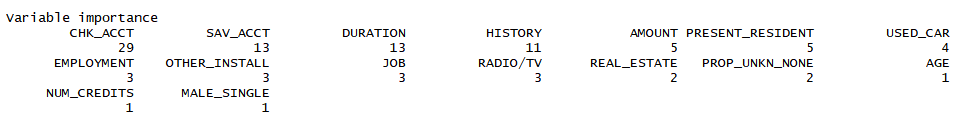 Variable importance
CHK_ACCT SAV_ACCT DURATION HISTORY AMOUNT PRESENT_RESIDENT USED_CAR
29 13 13 11 5 5 4
EMPLOYMENT OTHER_INSTALL JOB RADIO/TV REAL_ESTATE PROP_UNKN_NONE AGE
3 3 3 3 2 2 1
NUM_CREDITS MALE_SINGLE
1 1